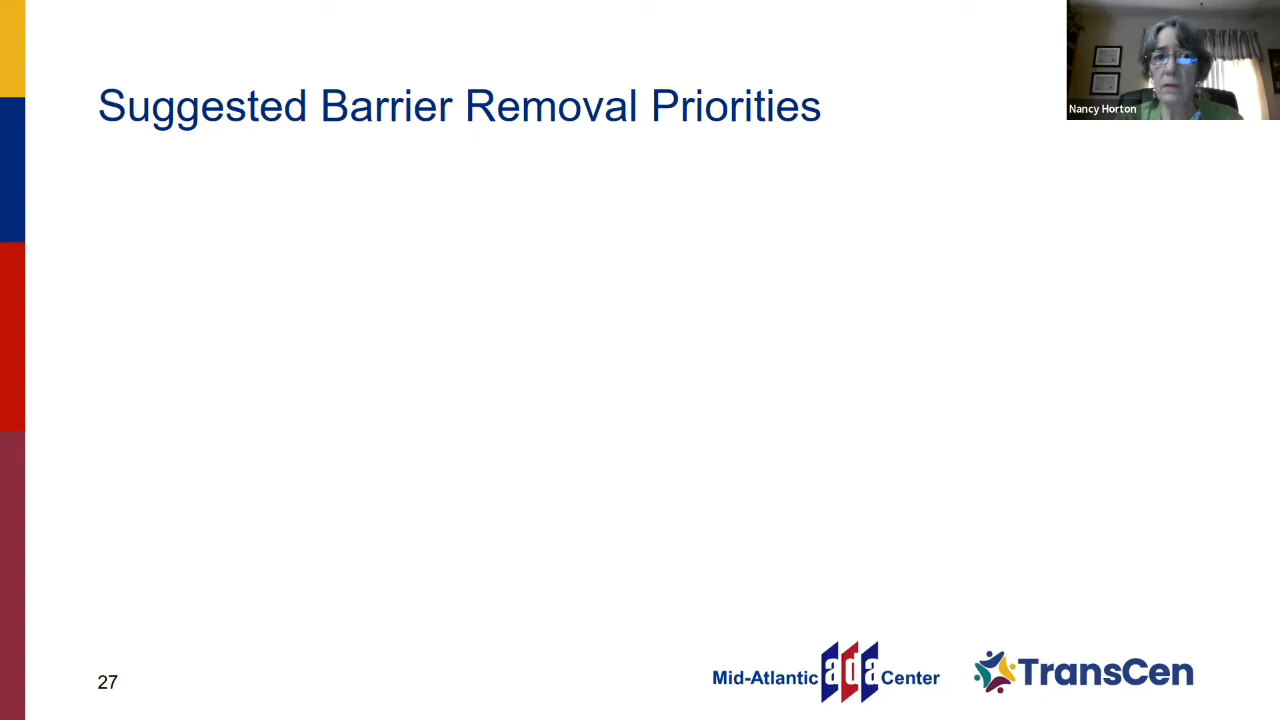 Suggested Barrier Removal Priorities
Nancy Horton
27
Mid-Atlantic ada Center
TransCen